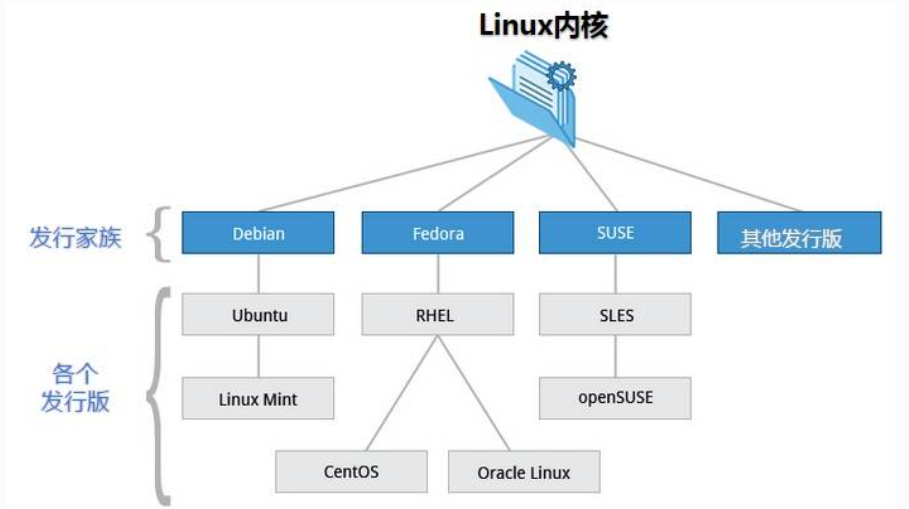 Linux内核
发行家族
Debian
Fedora
SUSE
其他发行版
各个
发行版
Ubuntu
RHEL
SLES
Linux Mint
openSUSE
CentOS
Oracle Linux